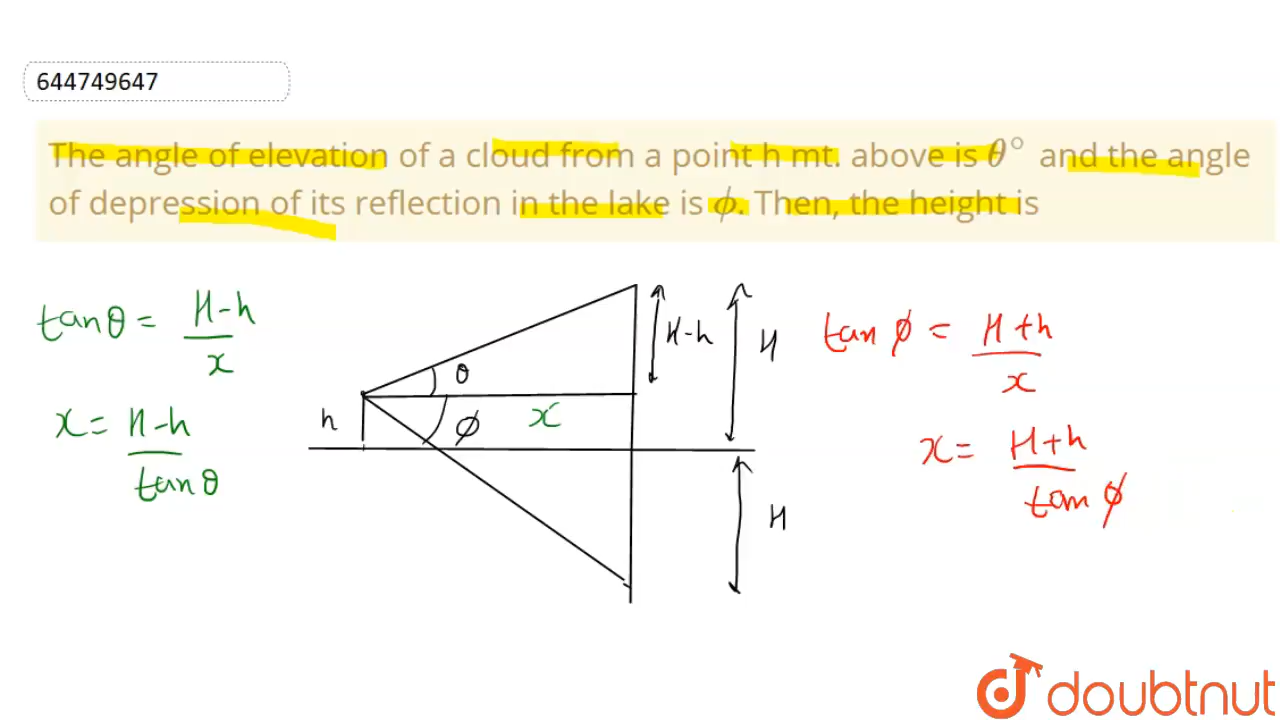 644749647
The angle of elevation of a cloud from a point h mt. above is θ° and the angle
of depression of its reflection in the lake is ϕ. Then, the height is
tanθ = H-h
x
x = H-h
tanθ
θ
ϕ
h
x
H-h
H
H
tan ϕ = H+h
x
x = H+h
tan ϕ
doubtnut